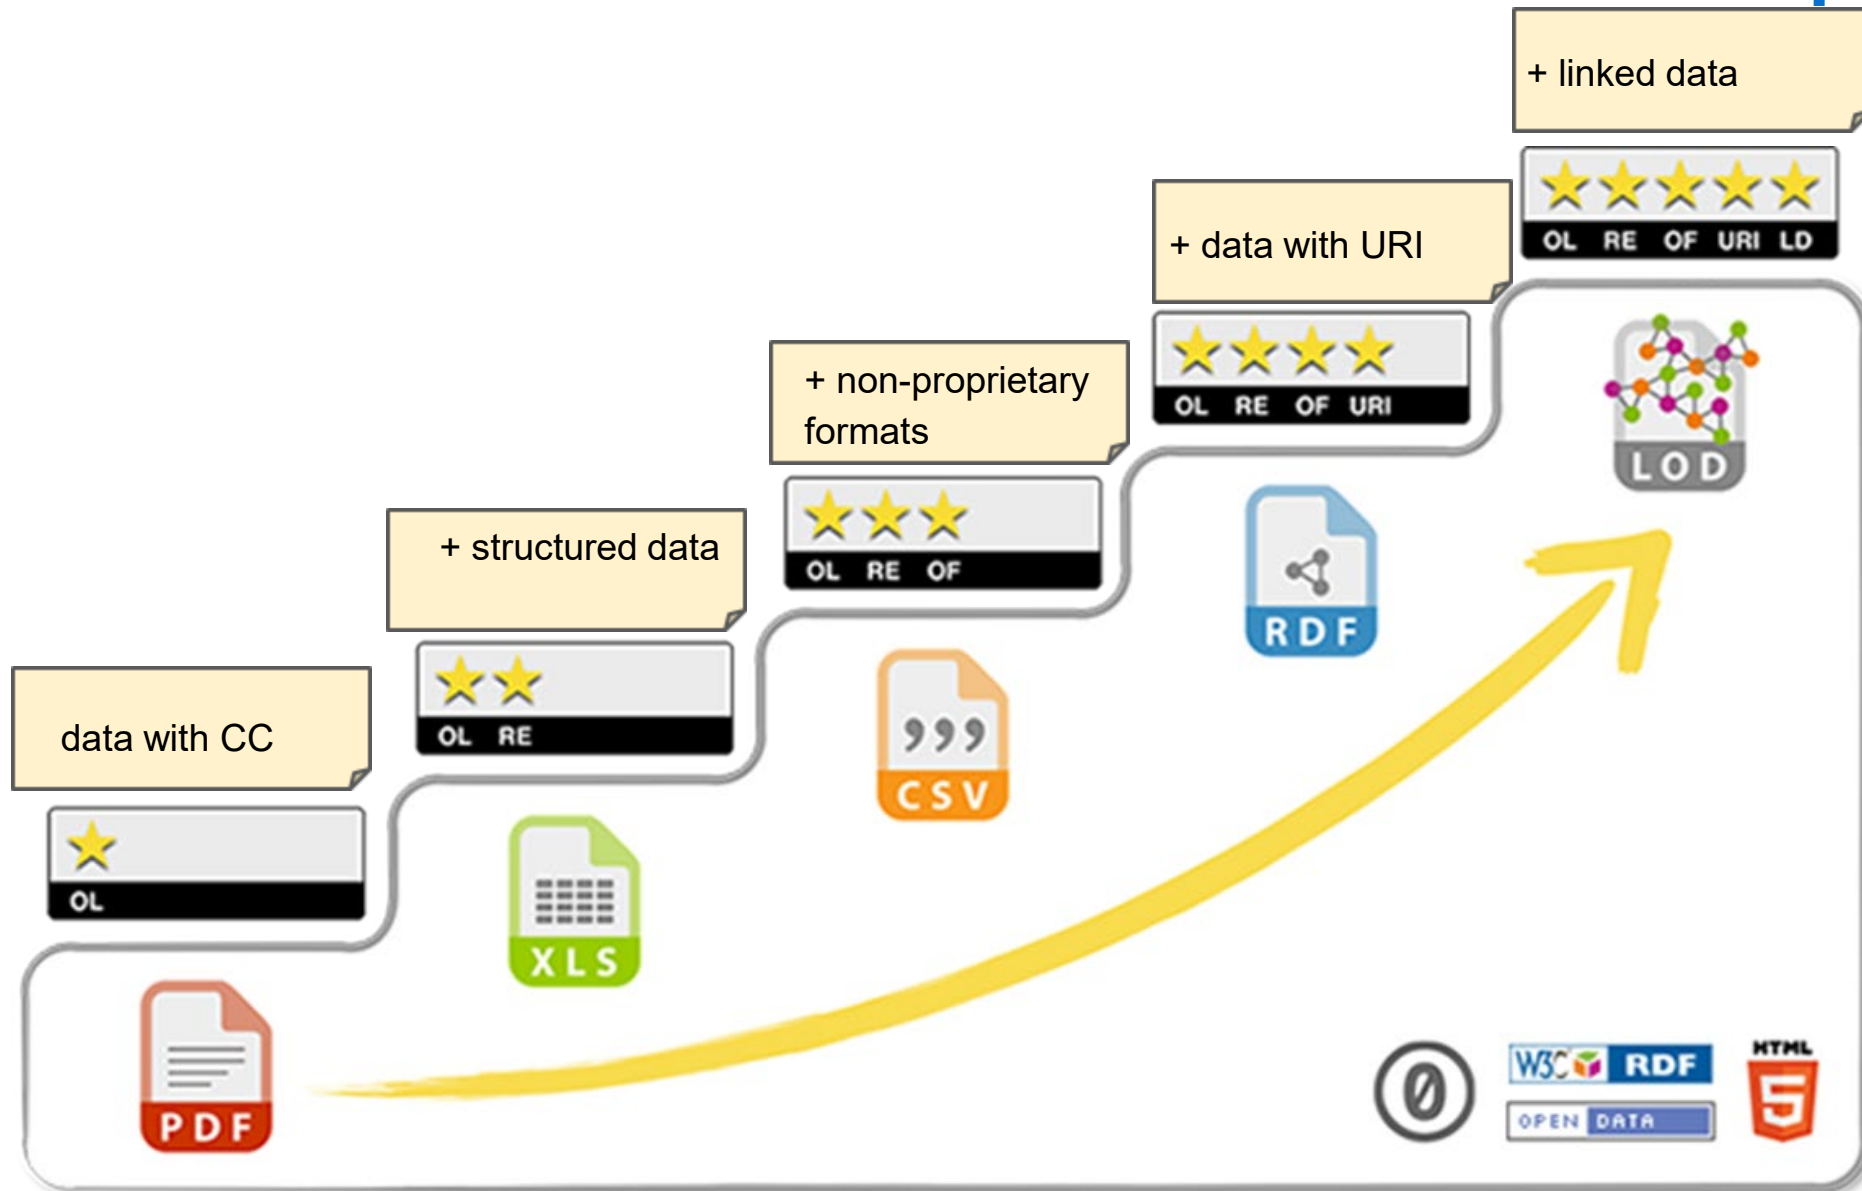 + linked data
OL RE OF URI LD
+ data with URI
OL RE OF URI
LOD
+ non-proprietary
formats
OL RE OF
RDF
+ structured data
OL RE
CSV
data with CC
OL
XLS
PDF
0
W3C RDF
OPEN DATA
HTML
5